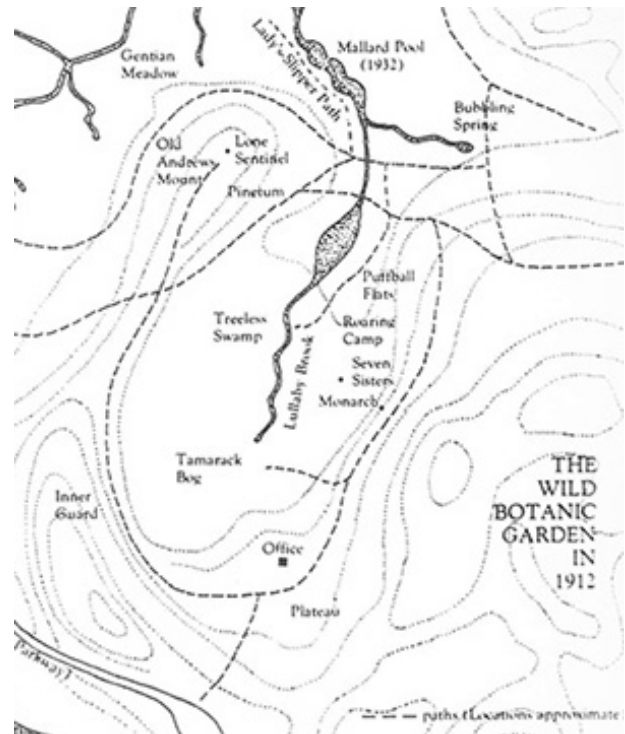 Gentian
Meadow
Lady's-Slipper Path
Mallard Pool
(1932)
Bubbling
Spring
Old
Andrews
Mount
Lone
Sentinel
Pinetum
Puffball
Flats
Treeless
Swamp
Roaring
Camp
Lullaby Brook
Seven
Sisters
Monarch
Tamarack
Bog
Inner
Guard
Office
Plateau
THE
WILD
BOTANIC
GARDEN
IN
1912
Parkway
paths (Locations approximate)